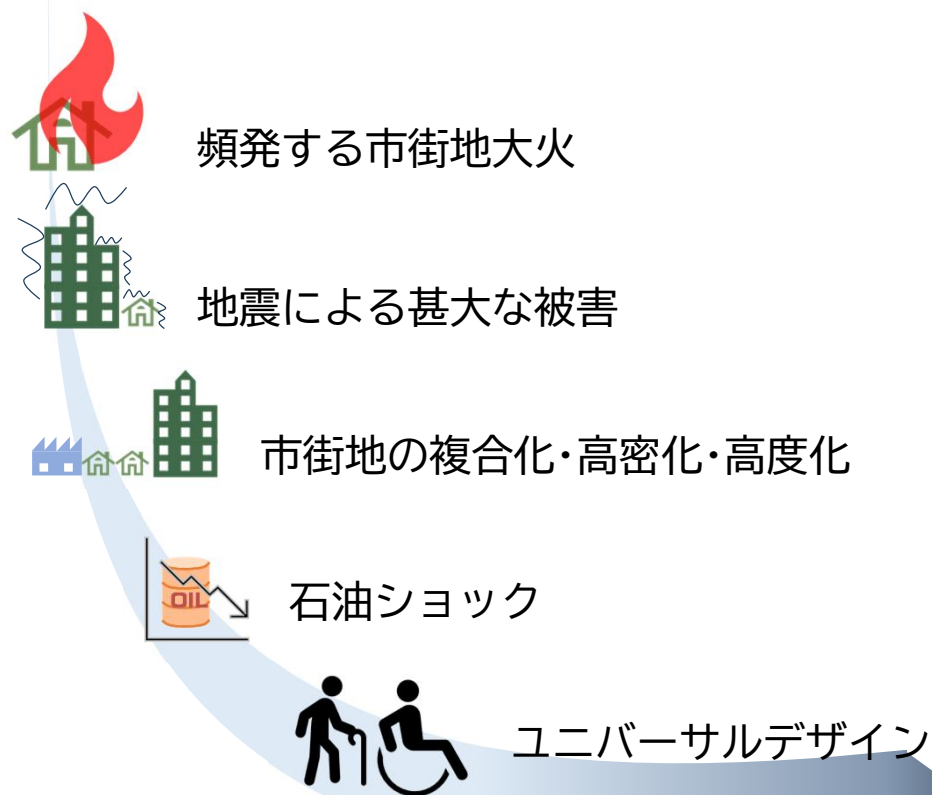 頻発する市街地大火
地震による甚大な被害
市街地の複合化・高密化・高度化
OIL
石油ショック
ユニバーサルデザイン